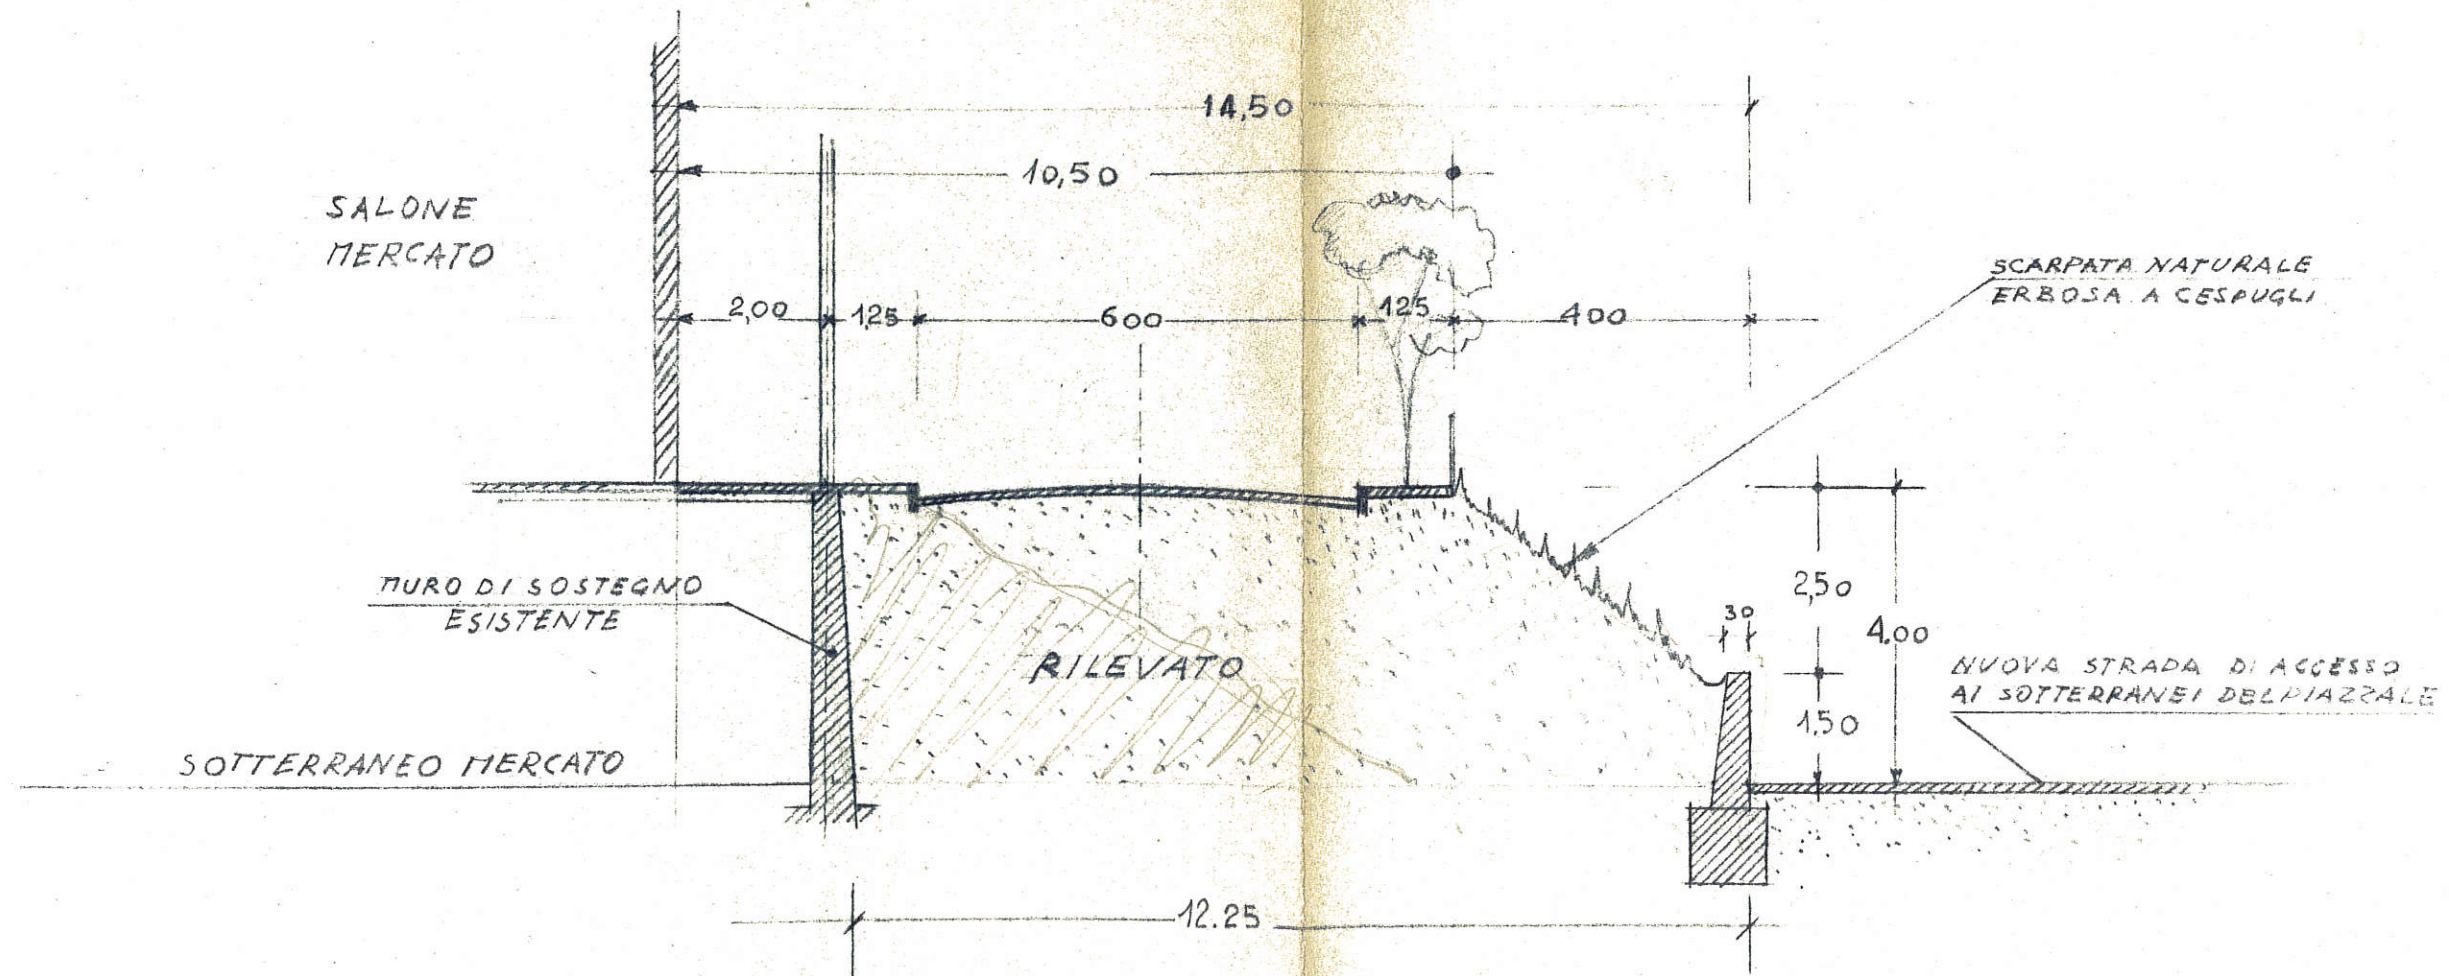 14,50
10,50
SALONE
MERCATO
SCARPATA NATURALE
ERBOSA A CESPUGLI
2,00
1,25
600
125
400
MURO DI SOSTEGNO
ESISTENTE
2,50
30
4.00
RILEVATO
NUOVA STRADA DI ACCESSO
AI SOTTERRANEI DEL PIAZZALE
1,50
SOTTERRANEO MERCATO
12.25